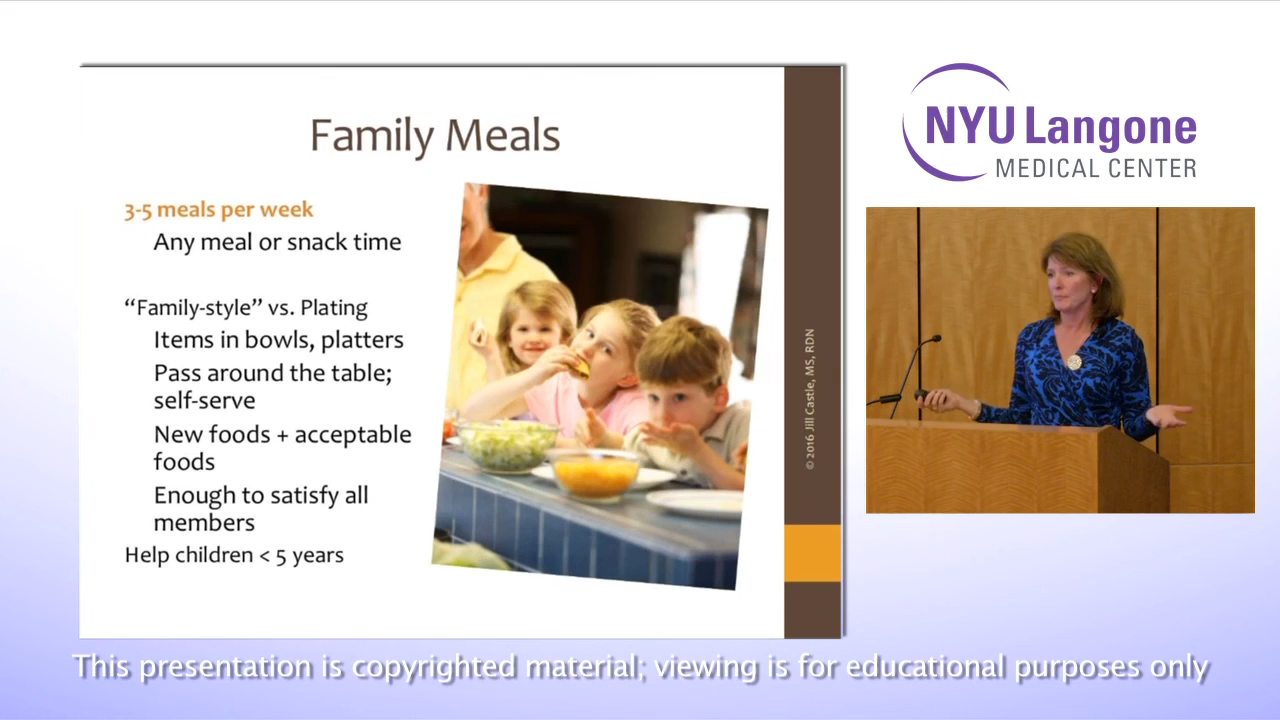 Family Meals
3-5 meals per week
Any meal or snack time
“Family-style” vs. Plating
Items in bowls, platters
Pass around the table;
self-serve
New foods + acceptable
foods
Enough to satisfy all
members
Help children < 5 years
© 2016 Jill Castle, MS, RDN
NYU Langone
MEDICAL CENTER
This presentation is copyrighted material; viewing is for educational purposes only